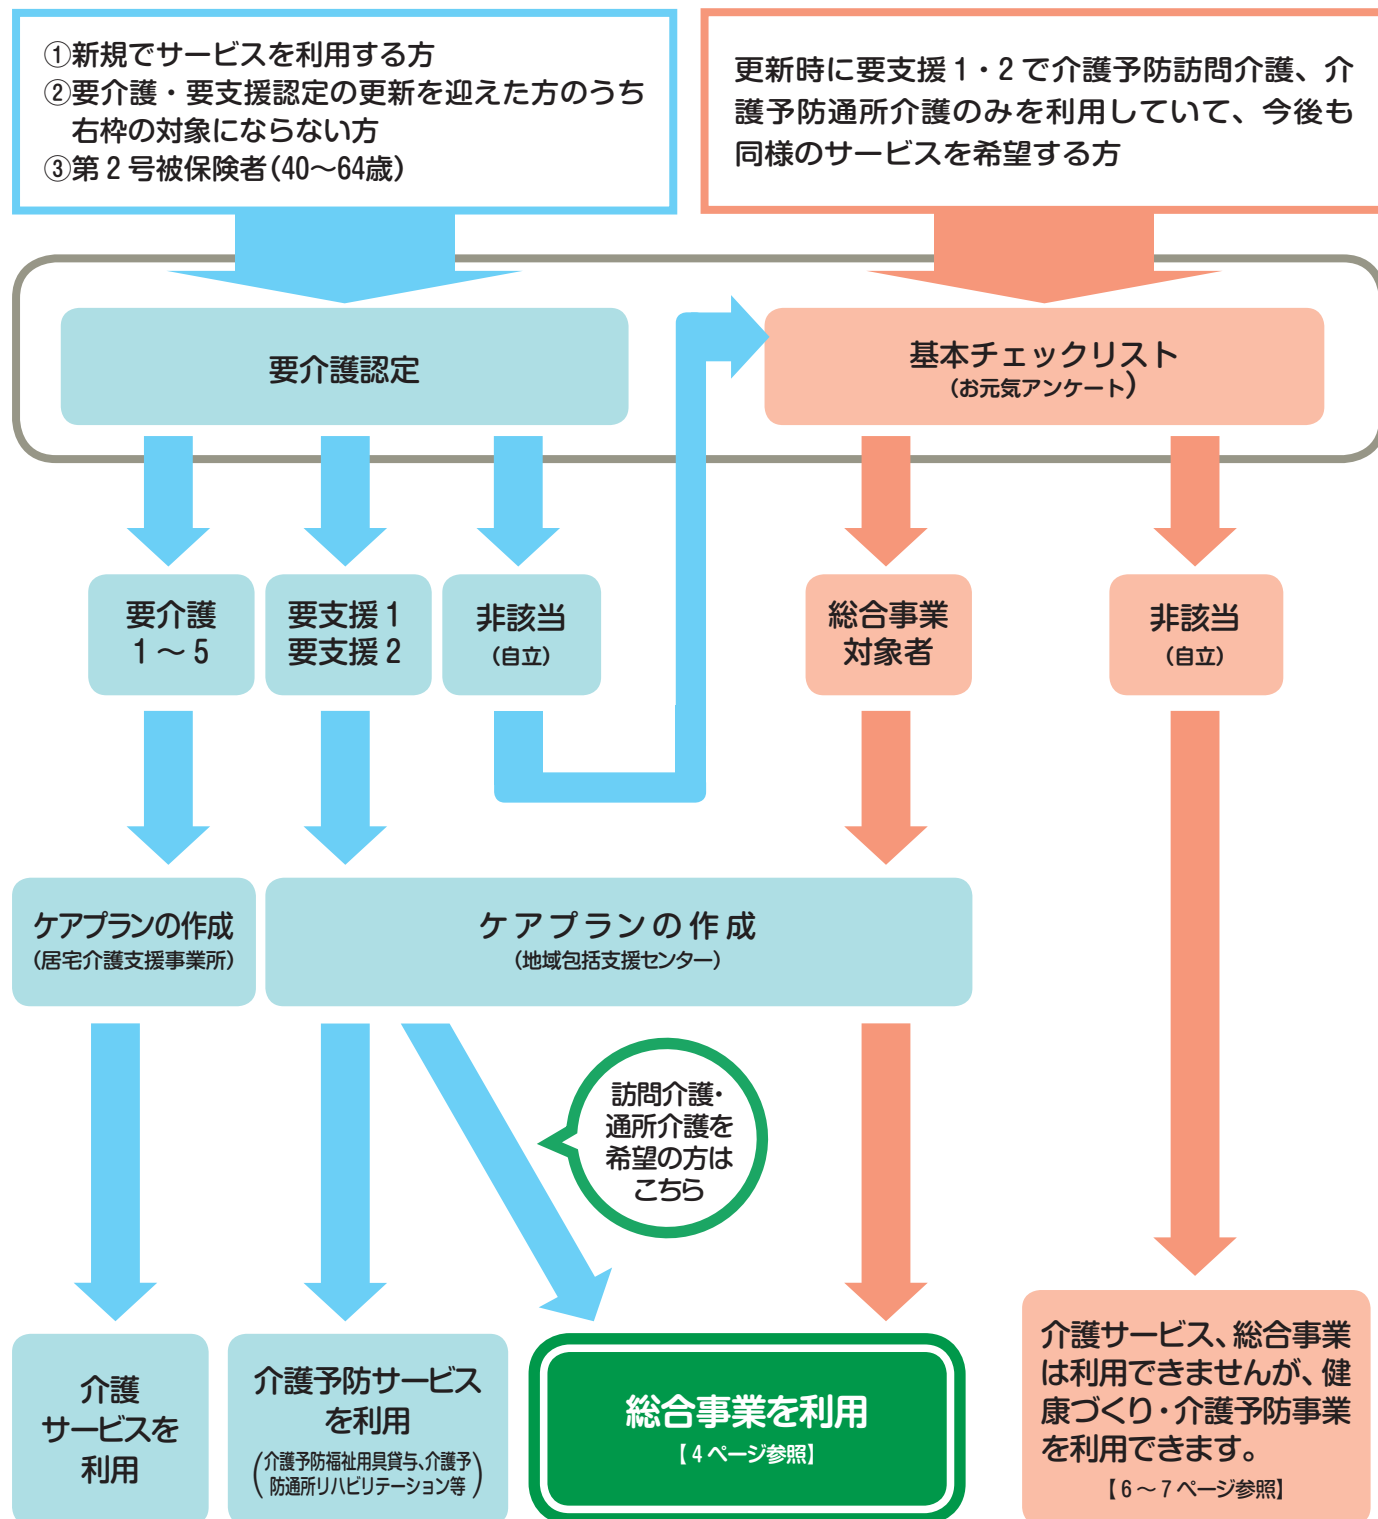 ①新規でサービスを利用する方
②要介護・要支援認定の更新を迎えた方のうち
右枠の対象にならない方
③第2号被保険者(40～64歳)
更新時に要支援1・2で介護予防訪問介護、介
護予防通所介護のみを利用していて、今後も
同様のサービスを希望する方
要介護認定
基本チェックリスト
(お元気アンケート)
要介護
1～5
要支援1
要支援2
非該当
(自立)
総合事業
対象者
非該当
(自立)
ケアプランの作成
(居宅介護支援事業所)
ケアプランの作成
(地域包括支援センター)
訪問介護・
通所介護を
希望の方は
こちら
介護
サービスを
利用
介護予防サービス
を利用
(介護予防福祉用具貸与、介護予
防通所リハビリテーション等)
総合事業を利用
【4ページ参照】
介護サービス、総合事業
は利用できませんが、健
康づくり・介護予防事業
を利用できます。
【6～7ページ参照】